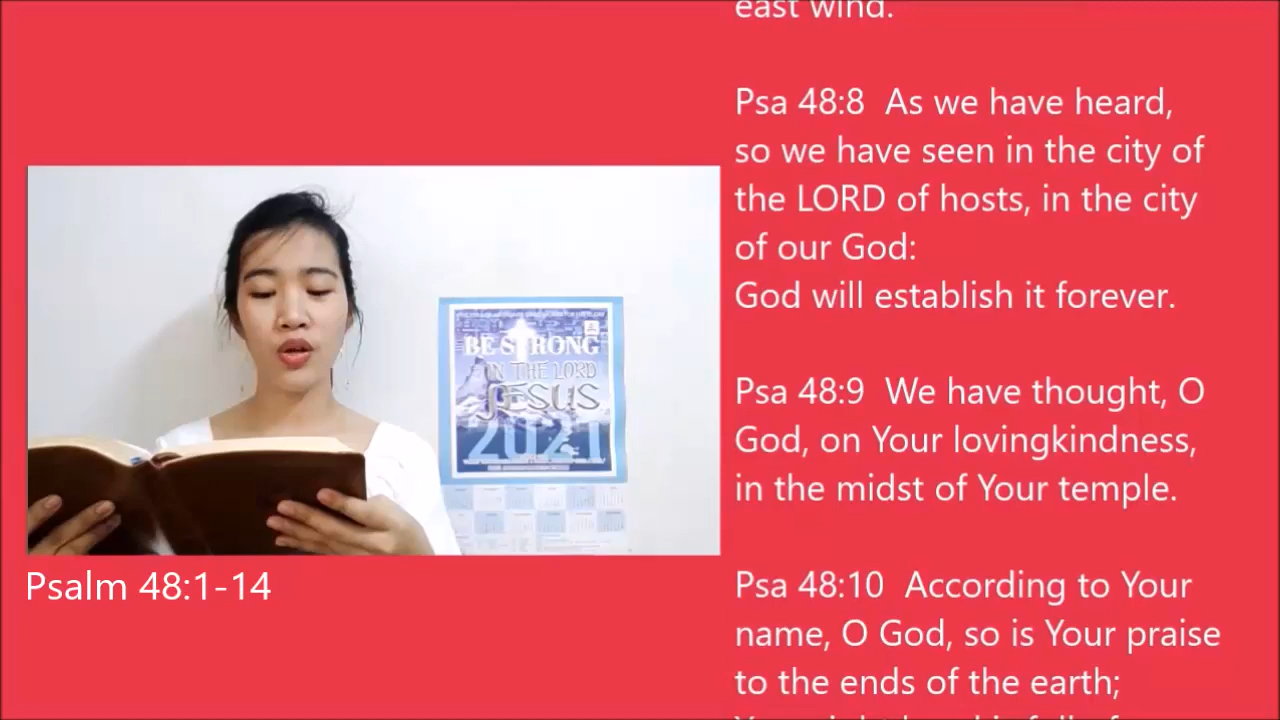 east wind.
Psa 48:8 As we have heard,
so we have seen in the city of
the LORD of hosts, in the city
of our God:
God will establish it forever.
Psa 48:9 We have thought, O
God, on Your lovingkindness,
in the midst of Your temple.
Psa 48:10 According to Your
name, O God, so is Your praise
to the ends of the earth;
BE STRONG
IN THE LORD
JESUS
2021
Psalm 48:1-14